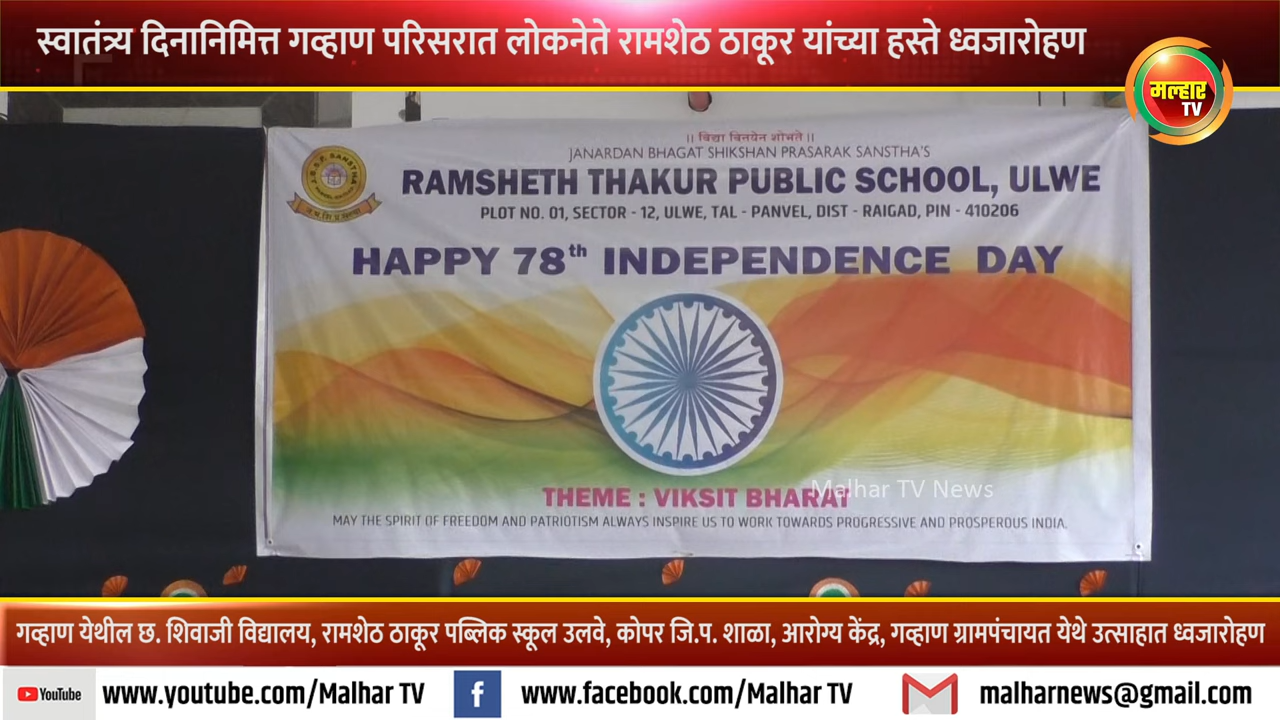 स्वातंत्र्य दिनानिमित्त गव्हाण परिसरात लोकनेते रामशेठ ठाकूर यांच्या हस्ते ध्वजारोहण
मल्हार
TV
|| विद्या विनयेन शोभते ||
JANARDAN BHAGAT SHIKSHAN PRASARAK SANSTHA'S
RAMSHETH THAKUR PUBLIC SCHOOL, ULWE
PLOT NO. 01, SECTOR - 12, ULWE, TAL - PANVEL, DIST - RAIGAD, PIN - 410206
HAPPY 78th INDEPENDENCE DAY
THEME : VIKSIT BHARAT
Malhar TV News
MAY THE SPIRIT OF FREEDOM AND PATRIOTISM ALWAYS INSPIRE US TO WORK TOWARDS PROGRESSIVE AND PROSPEROUS INDIA.
गव्हाण येथील छ. शिवाजी विद्यालय, रामशेठ ठाकूर पब्लिक स्कूल उलवे, कोपर जि.प. शाळा, आरोग्य केंद्र, गव्हाण ग्रामपंचायत येथे उत्साहात ध्वजारोहण
YouTube www.youtube.com/Malhar TV f www.facebook.com/Malhar TV malharnews@gmail.com